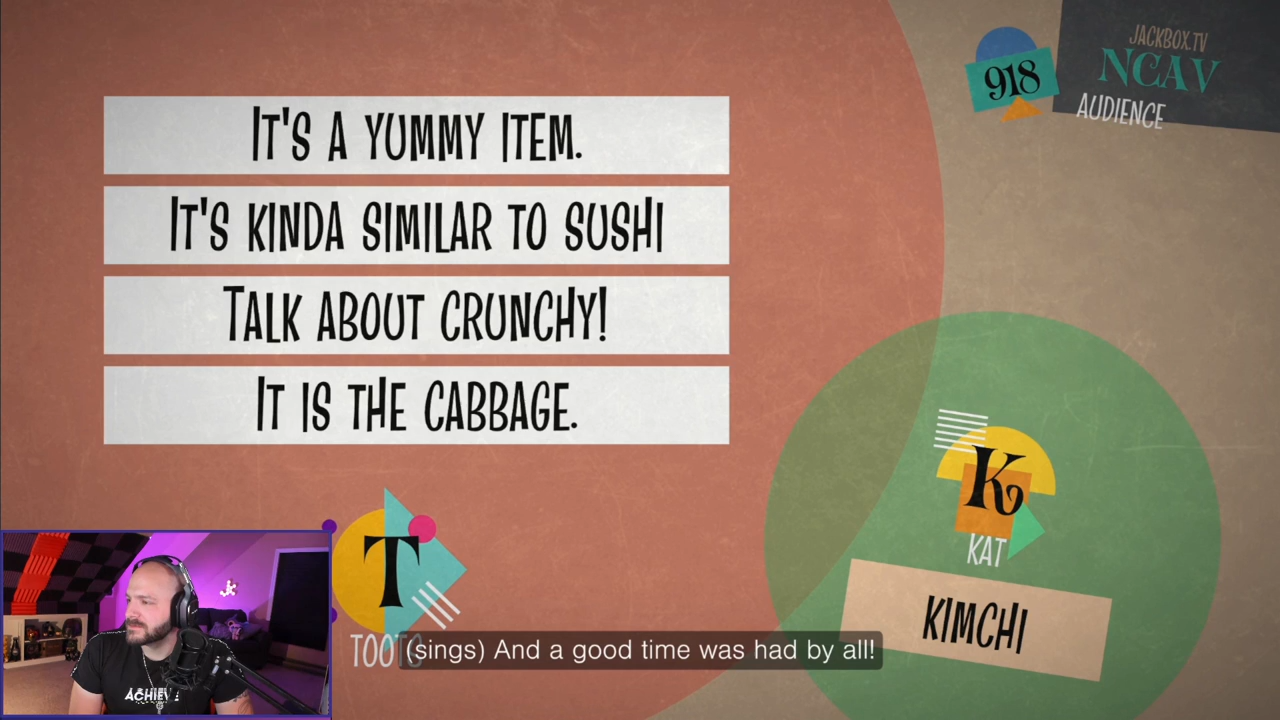 JACKBOX.TV
NCAV
918
AUDIENCE
IT'S A YUMMY ITEM.
IT'S KINDA SIMILAR TO SUSHI
TALK ABOUT CRUNCHY!
IT IS THE CABBAGE.
K
KAT
KIMCHI
T
(sings) And a good time was had by all!
ACHIEVE